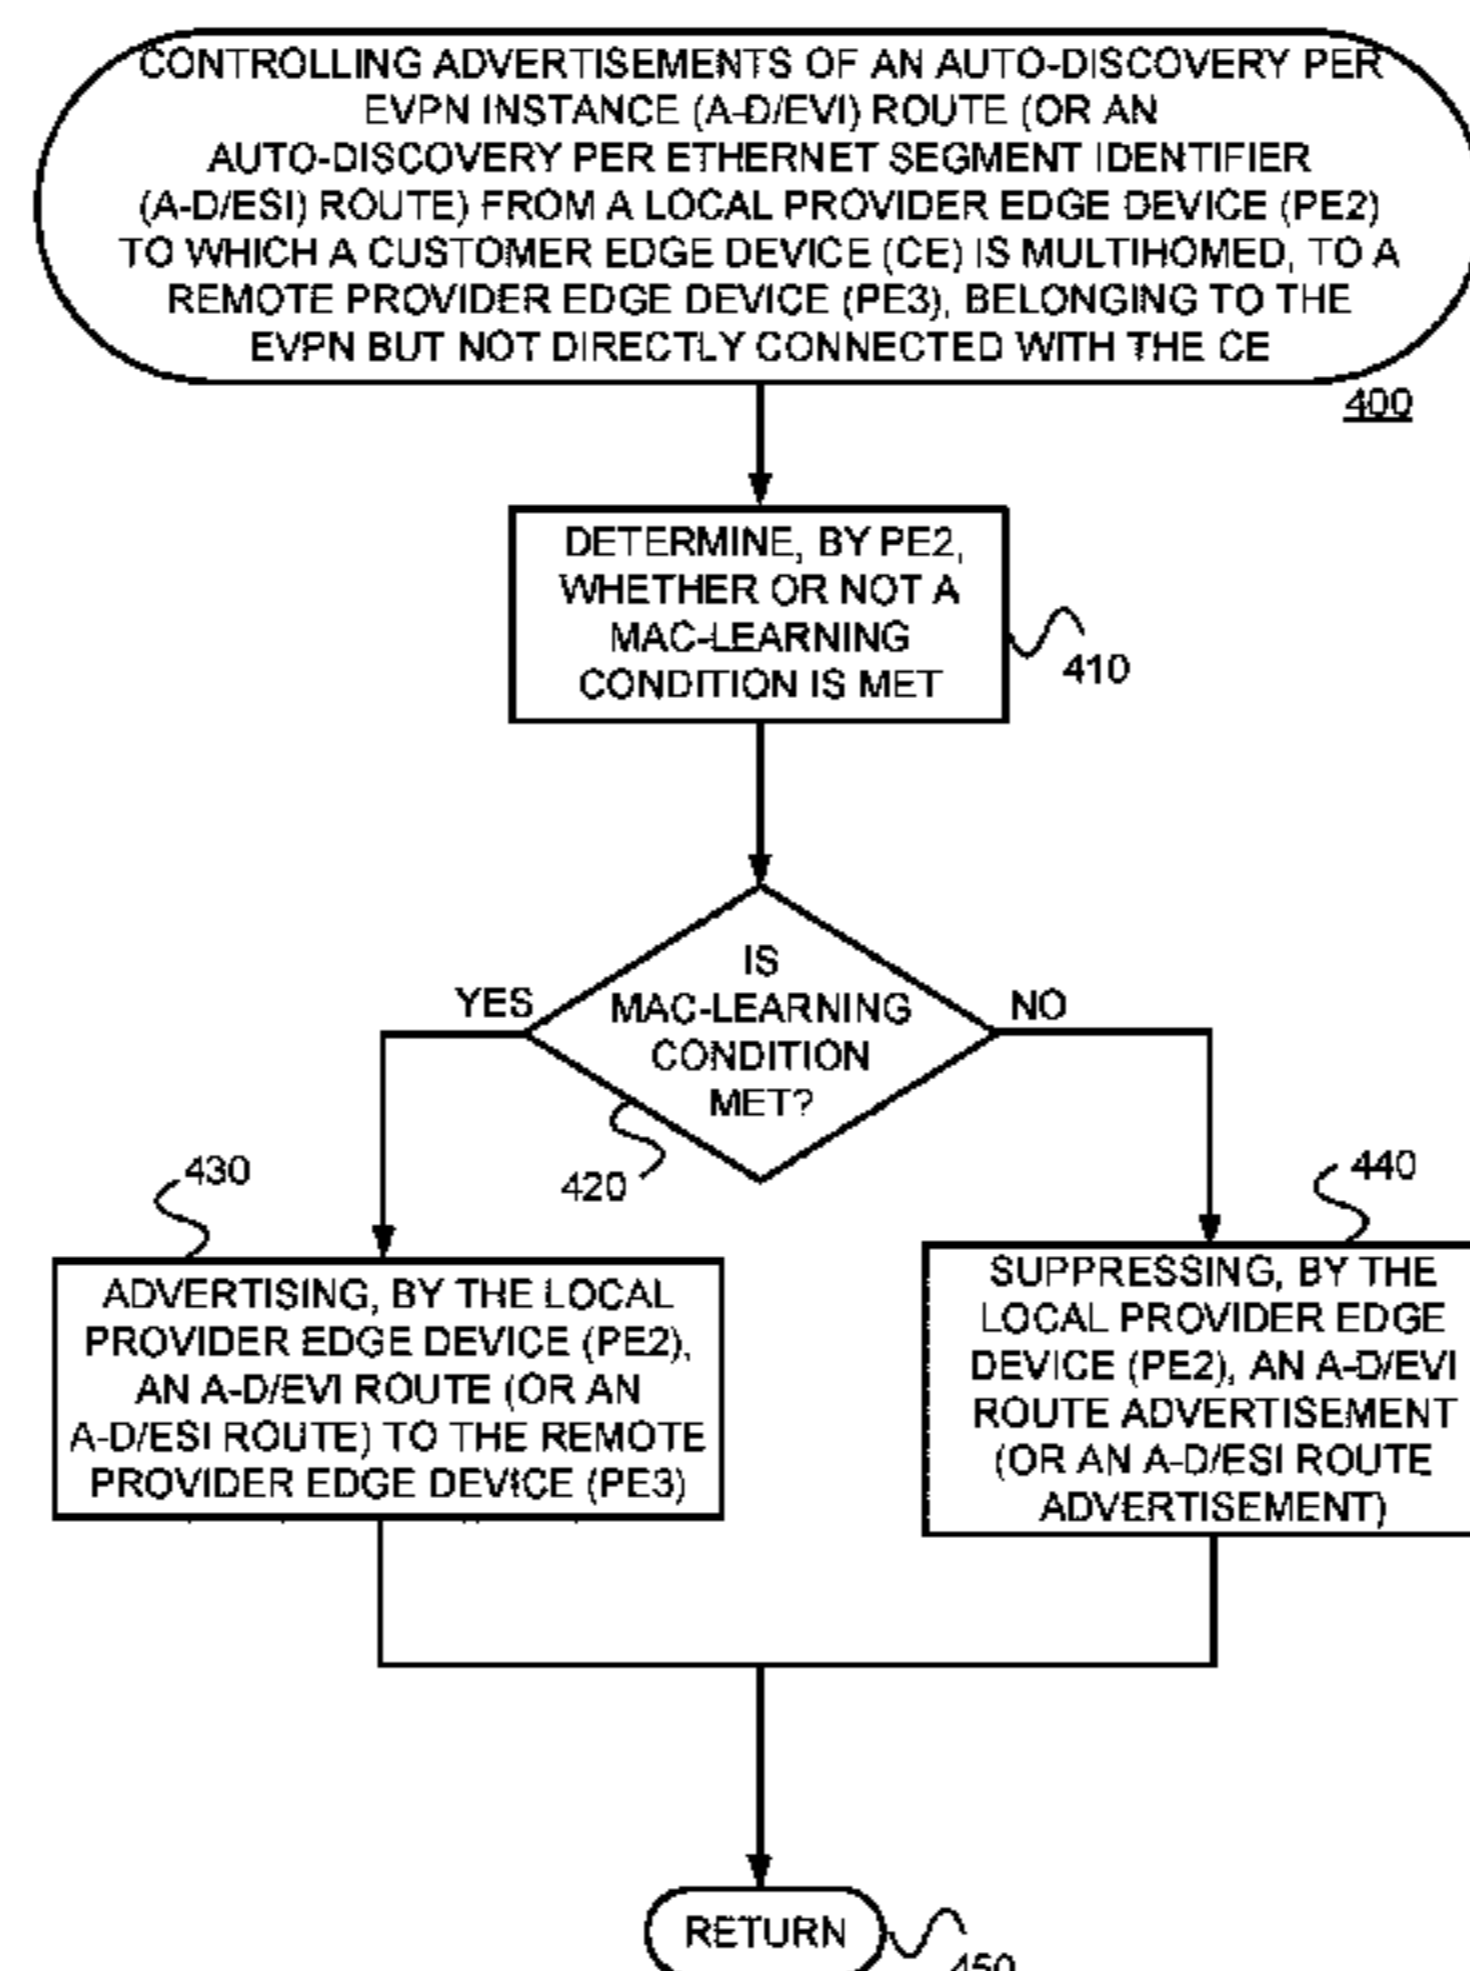 CONTROLLING ADVERTISEMENTS OF AN AUTO-DISCOVERY PER
EVPN INSTANCE (A-D/EVI) ROUTE (OR AN
AUTO-DISCOVERY PER ETHERNET SEGMENT IDENTIFIER
(A-D/ESI) ROUTE) FROM A LOCAL PROVIDER EDGE DEVICE (PE2)
TO WHICH A CUSTOMER EDGE DEVICE (CE) IS MULTIHOMED, TO A
REMOTE PROVIDER EDGE DEVICE (PE3), BELONGING TO THE
EVPN BUT NOT DIRECTLY CONNECTED WITH THE CE
400
DETERMINE, BY PE2,
WHETHER OR NOT A
MAC-LEARNING
CONDITION IS MET
410
IS
MAC-LEARNING
CONDITION
MET?
YES
NO
420
430
ADVERTISING, BY THE LOCAL
PROVIDER EDGE DEVICE (PE2),
AN A-D/EVI ROUTE (OR AN
A-D/ESI ROUTE) TO THE REMOTE
PROVIDER EDGE DEVICE (PE3)
440
SUPPRESSING, BY THE
LOCAL PROVIDER EDGE
DEVICE (PE2), AN A-D/EVI
ROUTE ADVERTISEMENT
(OR AN A-D/ESI ROUTE
ADVERTISEMENT)
RETURN
450